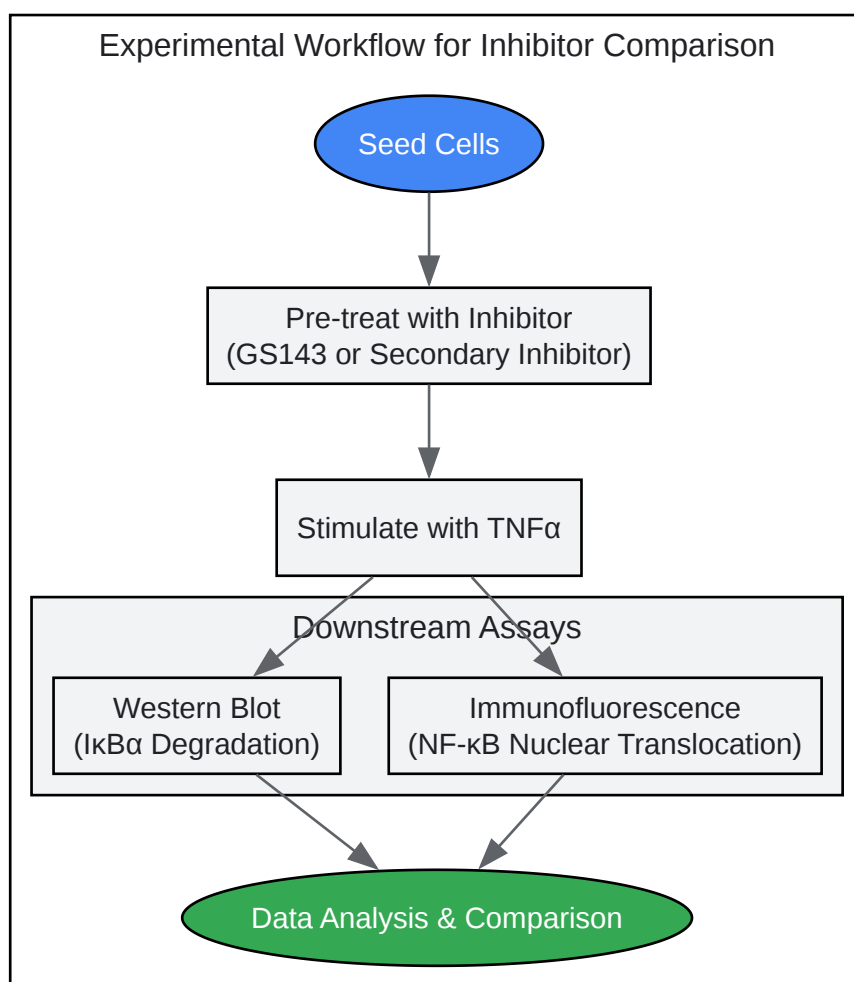 Experimental Workflow for Inhibitor Comparison
Seed Cells
Pre-treat with Inhibitor
(GS143 or Secondary Inhibitor)
Stimulate with TNFα
Downstream Assays
Western Blot
(IκBα Degradation)
Immunofluorescence
(NF-κB Nuclear Translocation)
Data Analysis & Comparison